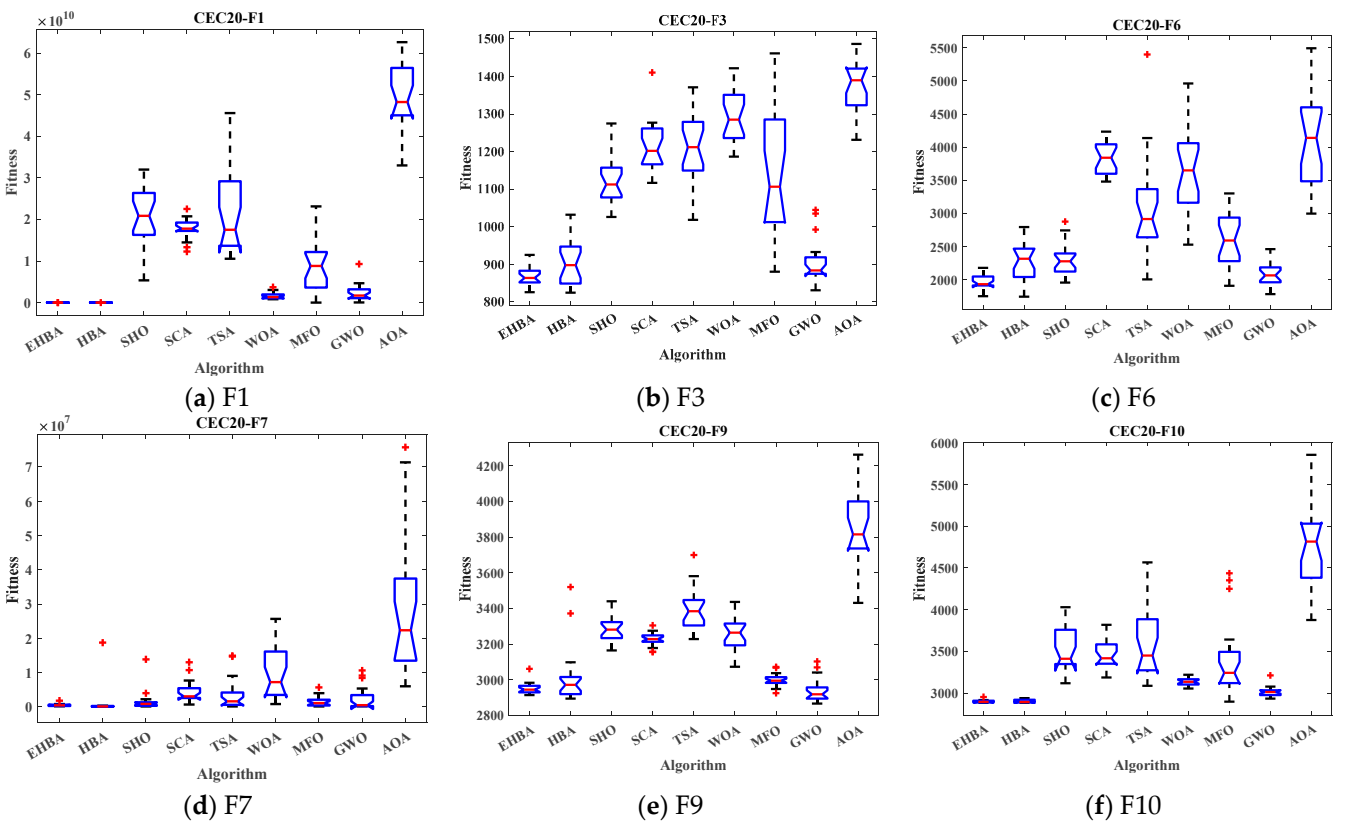 CEC20-F1
×10^10
6
5
4
3
2
1
0
Fitness
EHBA HBA SHO SCA TSA WOA MFO GWO AOA
Algorithm
(a) F1
CEC20-F3
1500
1400
1300
1200
1100
1000
900
800
Fitness
EHBA HBA SHO SCA TSA WOA MFO GWO AOA
Algorithm
(b) F3
CEC20-F6
5500
5000
4500
4000
3500
3000
2500
2000
Fitness
EHBA HBA SHO SCA TSA WOA MFO GWO AOA
Algorithm
(c) F6
CEC20-F7
×10^7
7
6
5
4
3
2
1
0
Fitness
EHBA HBA SHO SCA TSA WOA MFO GWO AOA
Algorithm
(d) F7
CEC20-F9
4200
4000
3800
3600
3400
3200
3000
2800
Fitness
EHBA HBA SHO SCA TSA WOA MFO GWO AOA
Algorithm
(e) F9
CEC20-F10
6000
5500
5000
4500
4000
3500
3000
Fitness
EHBA HBA SHO SCA TSA WOA MFO GWO AOA
Algorithm
(f) F10